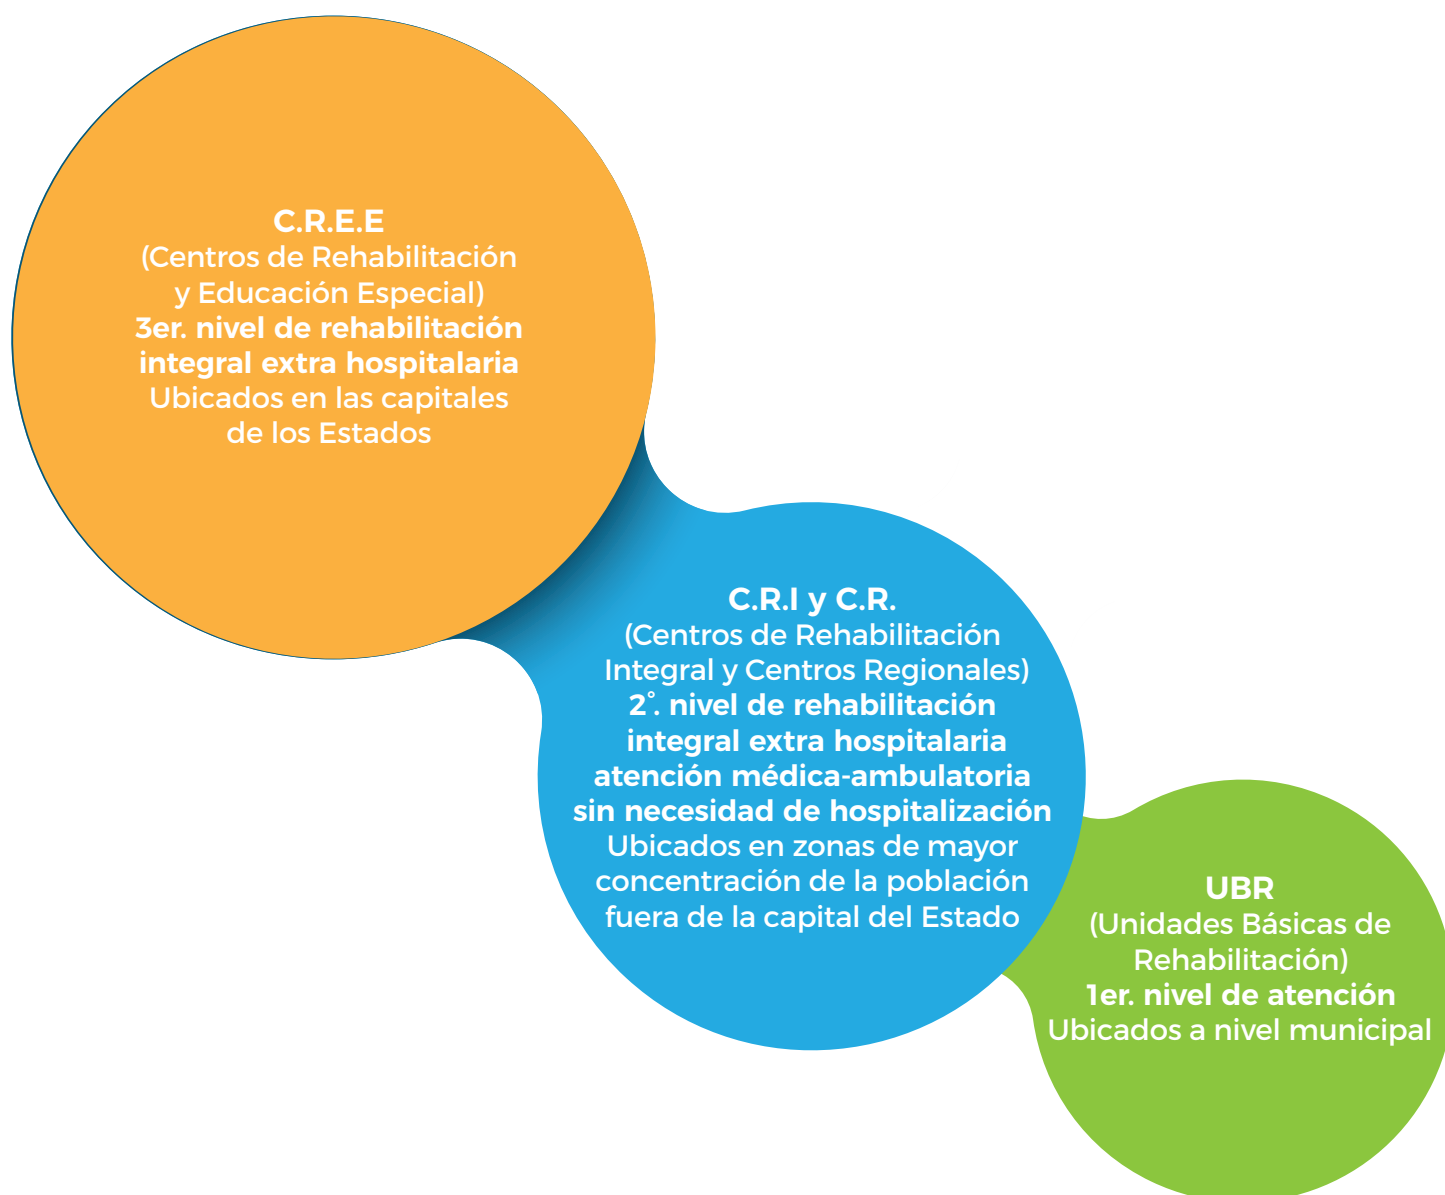 C.R.E.E
(Centros de Rehabilitación
y Educación Especial)
3er. nivel de rehabilitación
integral extra hospitalaria
Ubicados en las capitales
de los Estados
C.R.I y C.R.
(Centros de Rehabilitación
Integral y Centros Regionales)
2°. nivel de rehabilitación
integral extra hospitalaria
atención médica-ambulatoria
sin necesidad de hospitalización
Ubicados en zonas de mayor
concentración de la población
fuera de la capital del Estado
UBR
(Unidades Básicas de
Rehabilitación)
1er. nivel de atención
Ubicados a nivel municipal